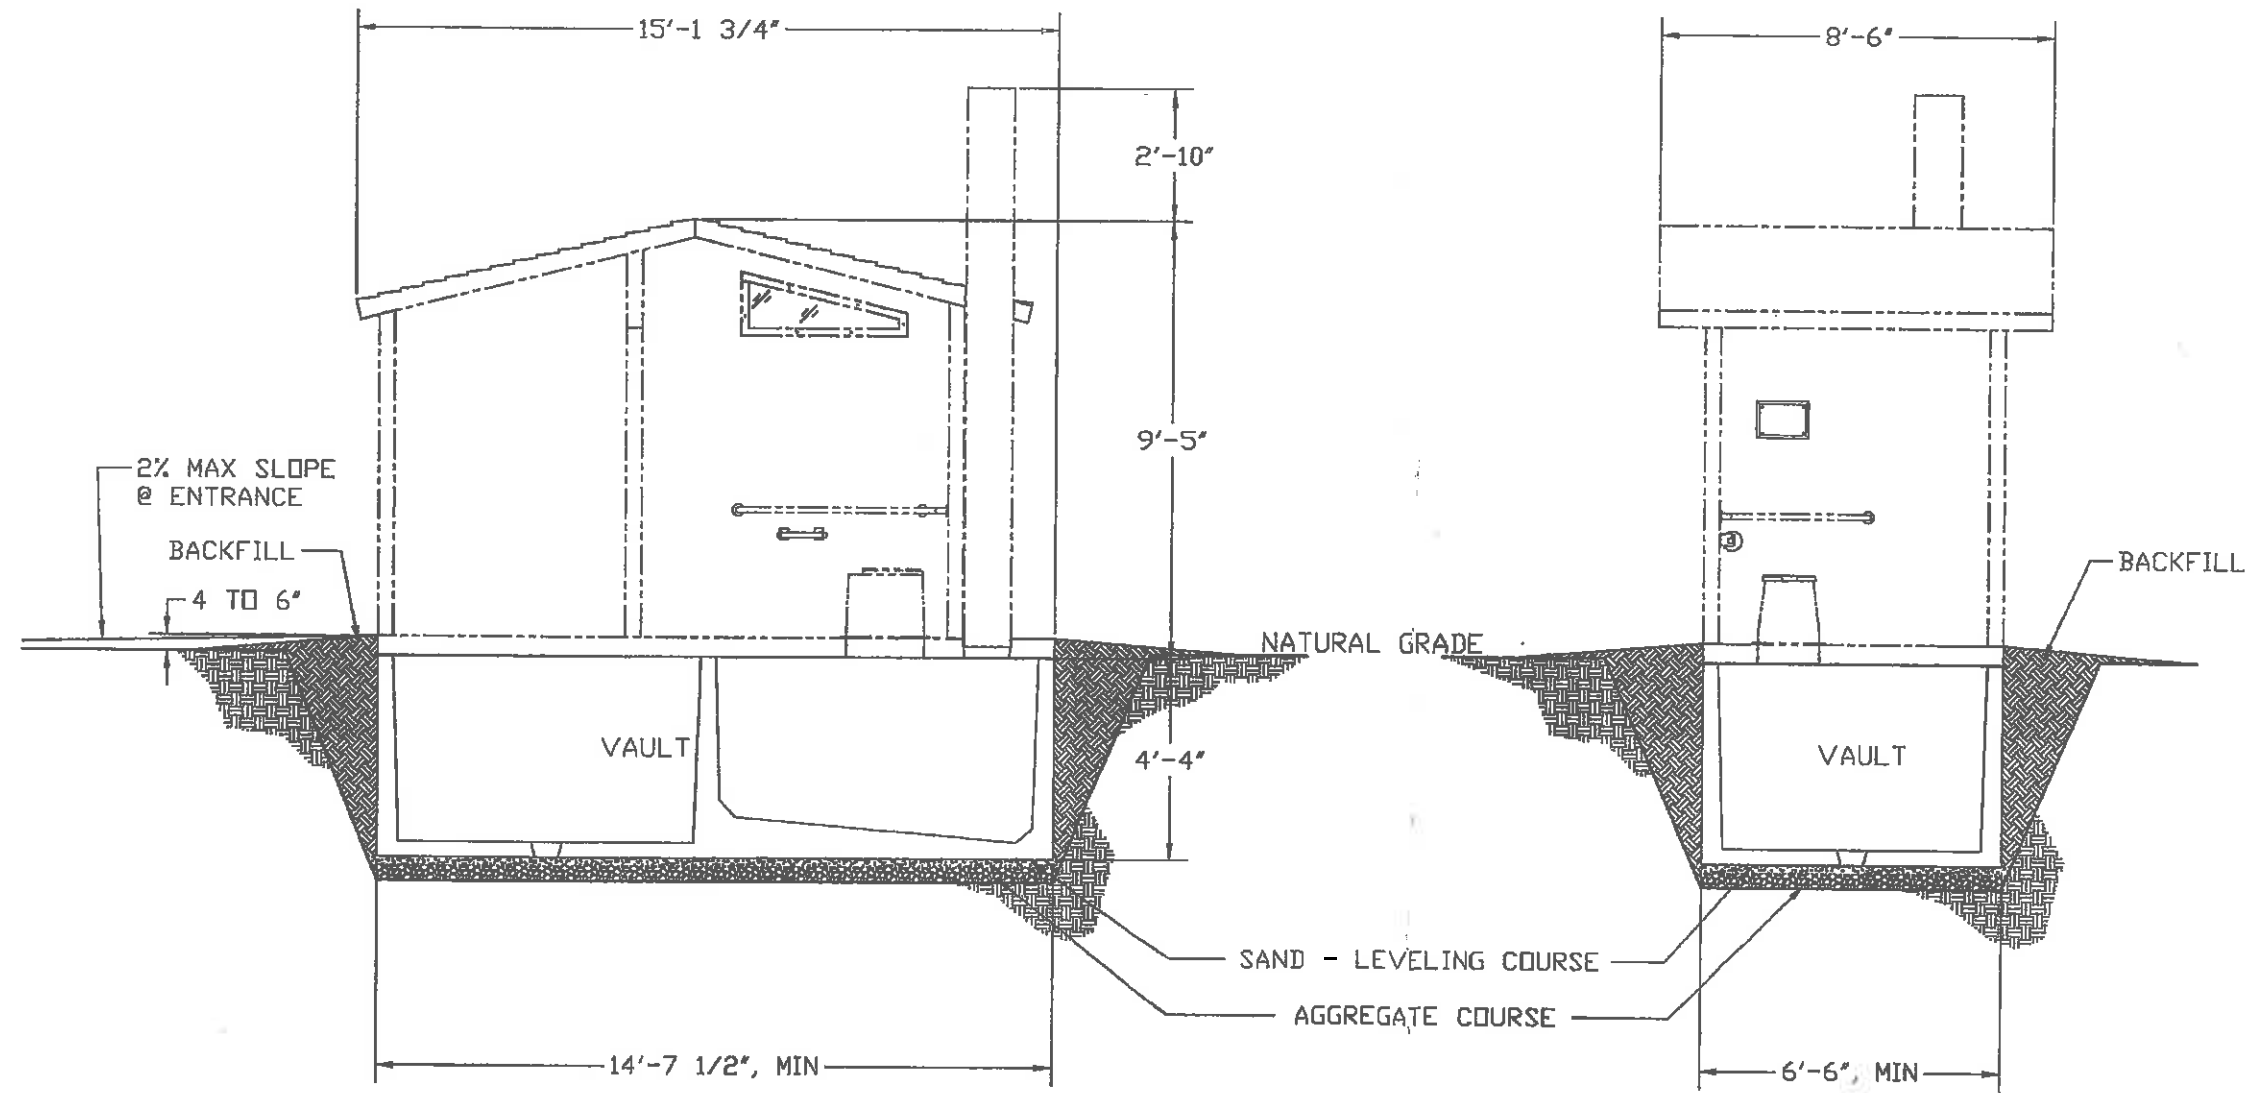 15'-1 3/4"
8'-6"
2'-10"
9'-5"
2% MAX SLOPE
@ ENTRANCE
BACKFILL
4 TO 6"
NATURAL GRADE
BACKFILL
VAULT
4'-4"
VAULT
SAND - LEVELING COURSE
AGGREGATE COURSE
14'-7 1/2", MIN
6'-6", MIN